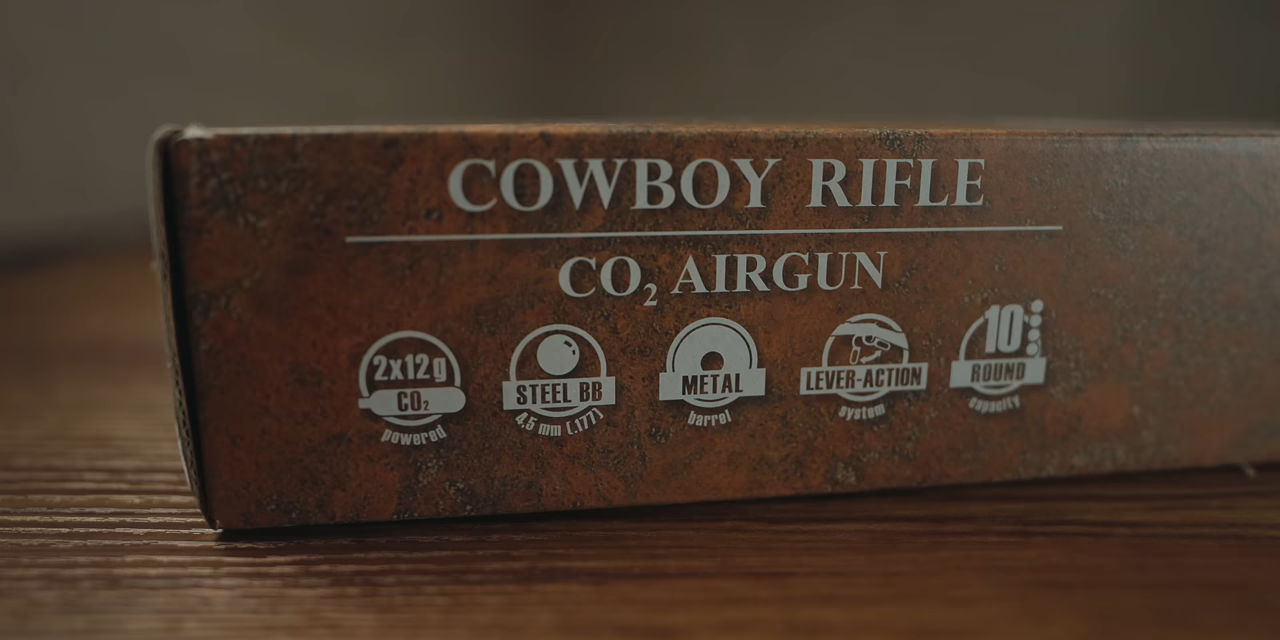 COWBOY RIFLE
CO₂ AIRGUN
2x12g
CO₂
powered
STEEL BB
4,5 mm (.177)
METAL
barrel
LEVER-ACTION
system
10
ROUND
capacity